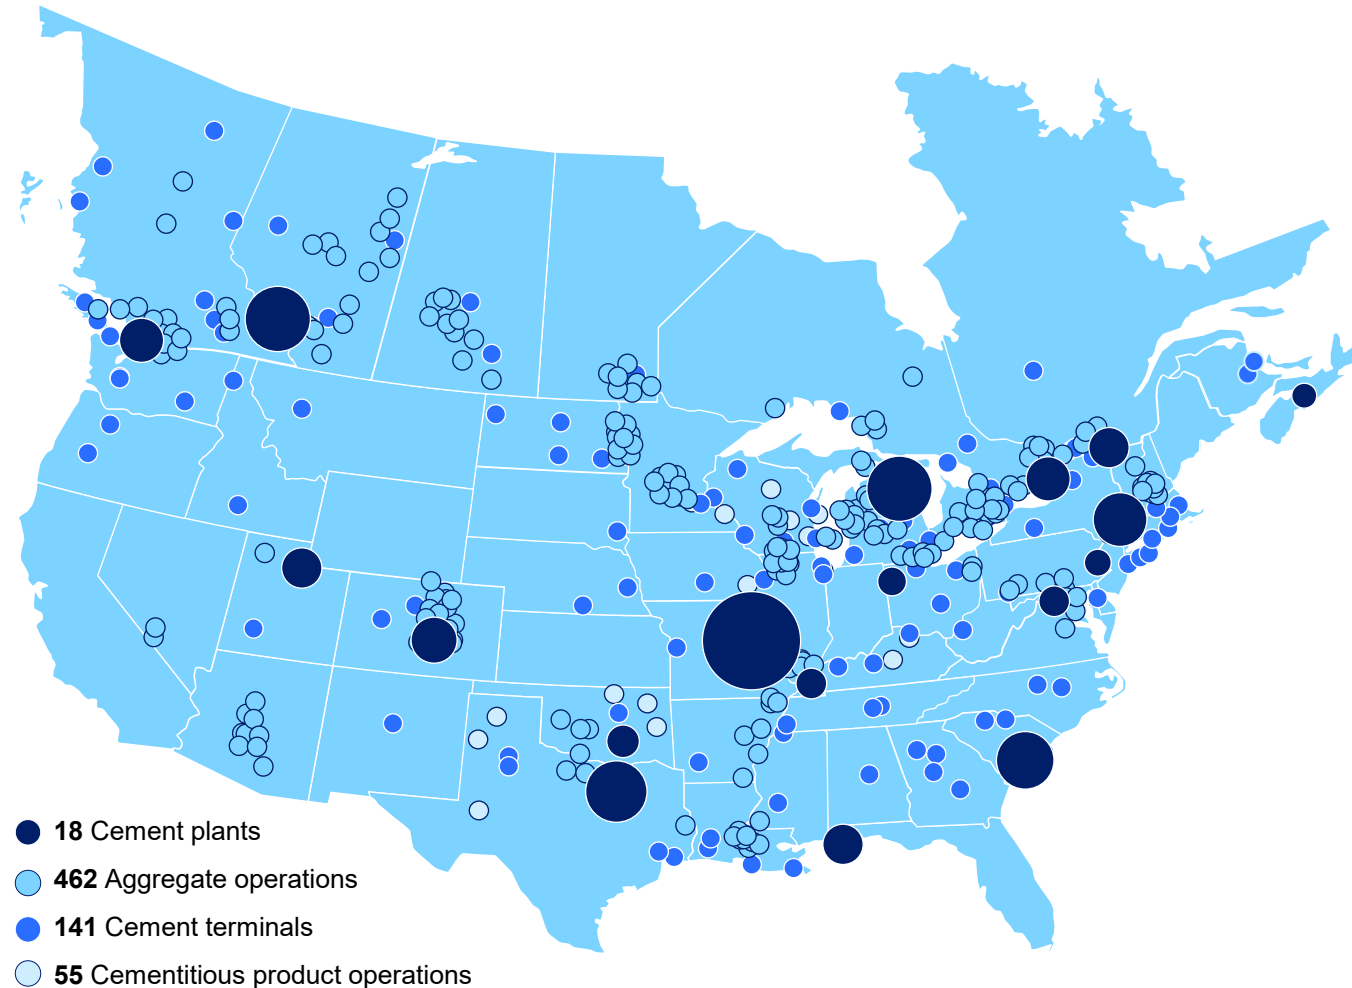 18 Cement plants
462 Aggregate operations
141 Cement terminals
55 Cementitious product operations